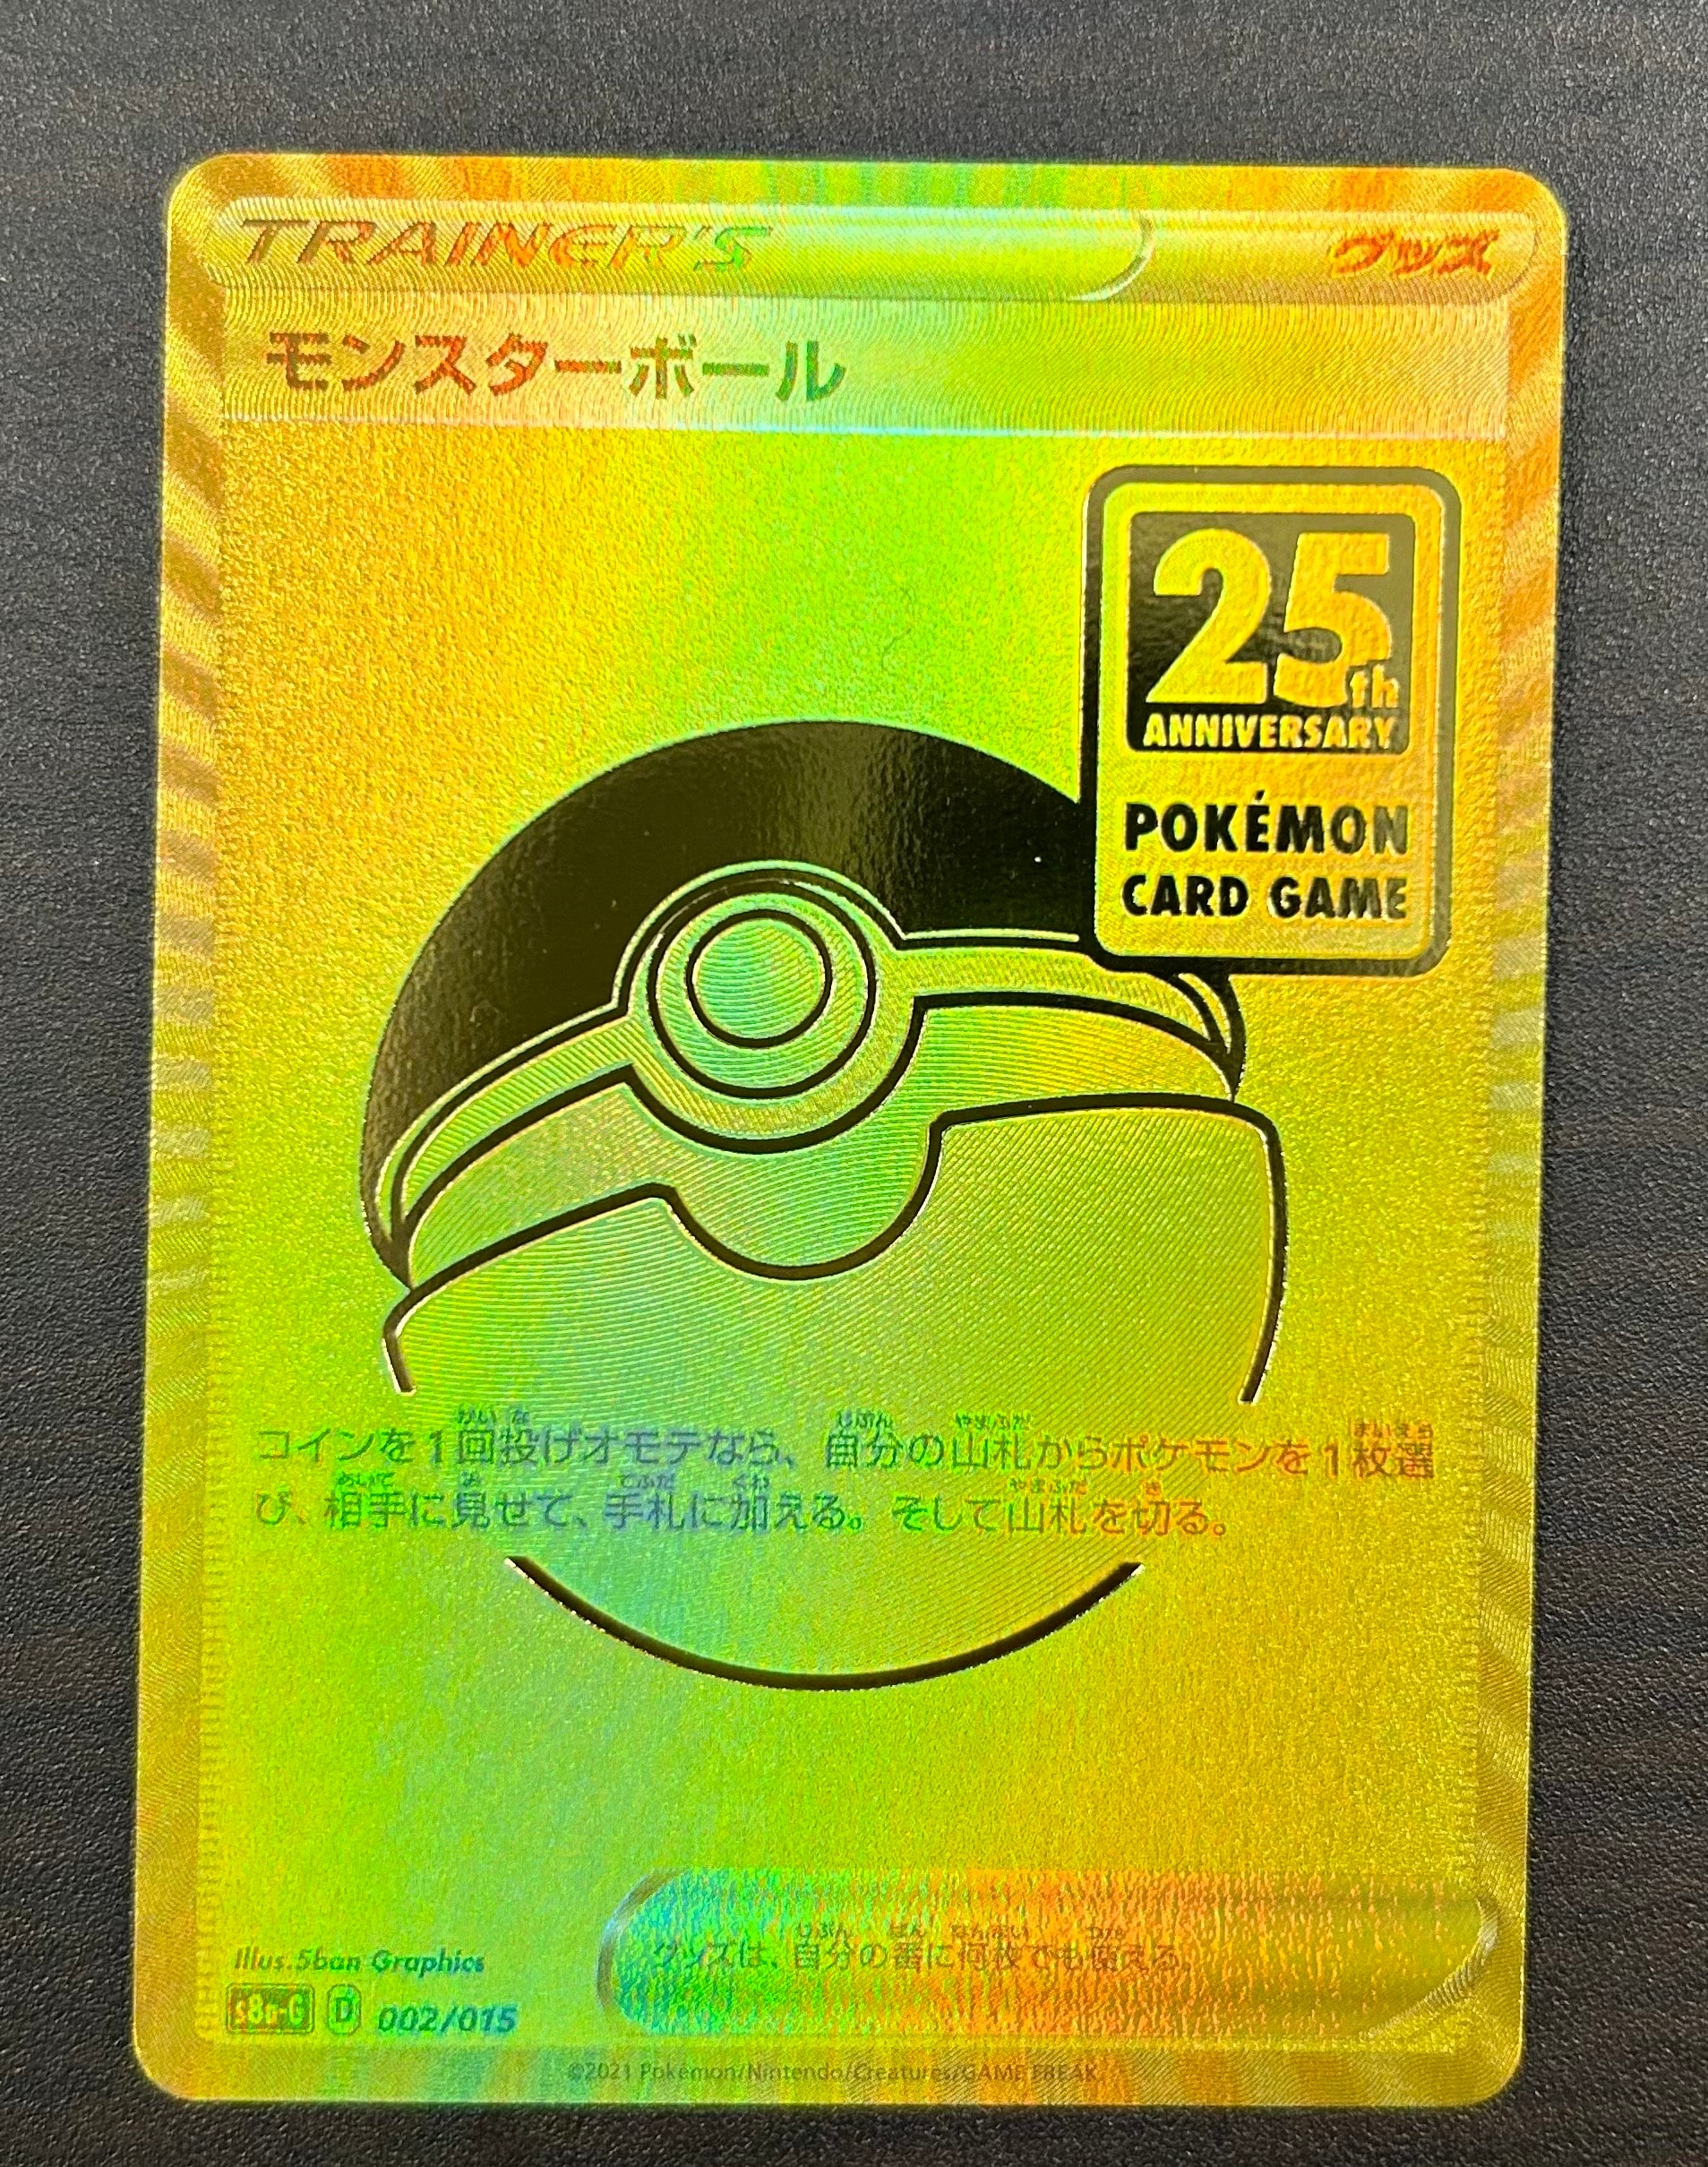 TRAINER'S グッズ
モンスターボール
25th
ANNIVERSARY
POKÉMON
CARD GAME
コインを1回投げオモテなら、自分の山札からポケモンを1枚選
び、相手に見せて、手札に加える。そして山札を切る。
グッズは、自分の番に何枚でも使える。
Illus.5ban Graphics
s8a-G D 002/015
©2021 Pokémon/Nintendo/Creatures/GAME FREAK